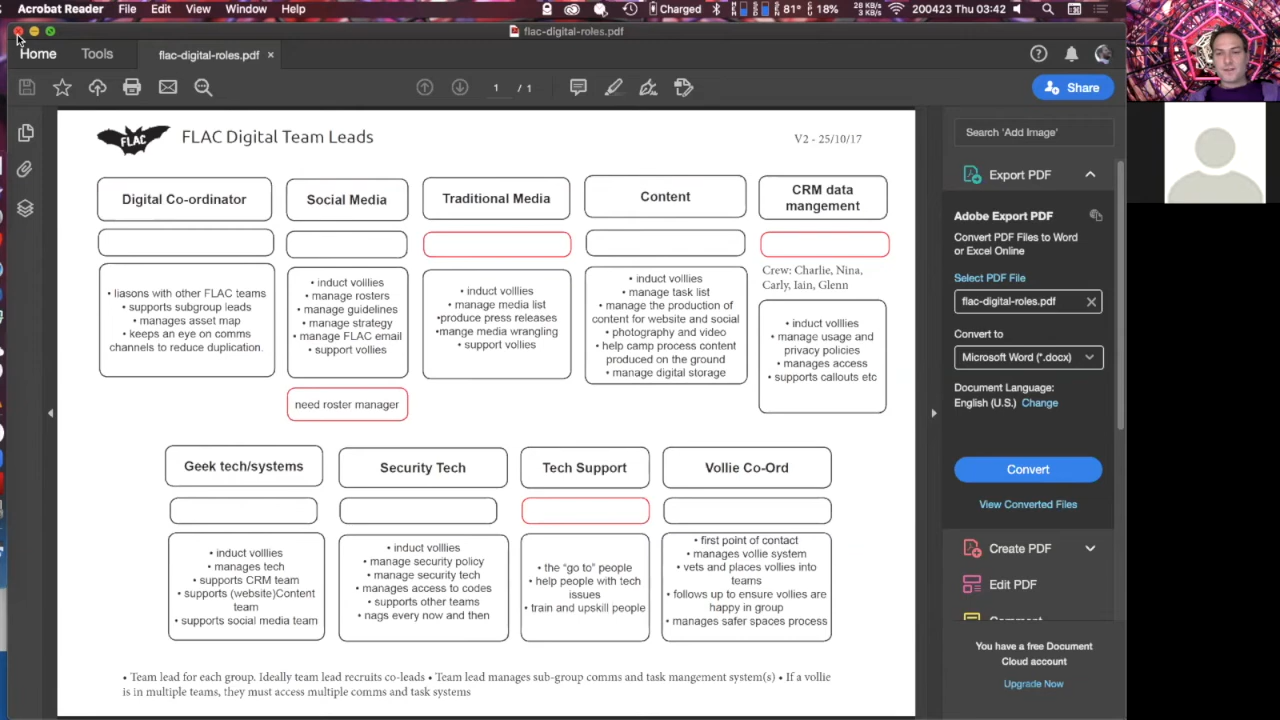 Acrobat Reader File Edit View Window Help Charged 81° 18% 28 KB/s 3 KB/s 200423 Thu 03:42
flac-digital-roles.pdf
Home Tools flac-digital-roles.pdf ×
1 / 1 Share
FLAC
FLAC Digital Team Leads
V2 - 25/10/17
Digital Co-ordinator
• liasons with other FLAC teams
• supports subgroup leads
• manages asset map
• keeps an eye on comms
channels to reduce duplication.
Social Media
• induct vollies
• manage rosters
• manage guidelines
• manage strategy
• manage FLAC email
• support vollies
need roster manager
Traditional Media
• induct vollies
• manage media list
•produce press releases
•mange media wrangling
• support vollies
Content
• induct volllies
• manage task list
• manage the production of
content for website and social
• photography and video
• help camp process content
produced on the ground
• manage digital storage
CRM data
mangement
Crew: Charlie, Nina,
Carly, Iain, Glenn
• induct volllies
• manage usage and
privacy policies
• manages access
• supports callouts etc
Geek tech/systems
• induct volllies
• manages tech
• supports CRM team
• supports (website)Content
team
• supports social media team
Security Tech
• induct volllies
• manage security policy
• manage security tech
• manages access to codes
• supports other teams
• nags every now and then
Tech Support
• the “go to” people
• help people with tech
issues
• train and upskill people
Vollie Co-Ord
• first point of contact
• manages vollie system
• vets and places vollies into
teams
• follows up to ensure vollies are
happy in group
• manages safer spaces process
• Team lead for each group. Ideally team lead recruits co-leads • Team lead manages sub-group comms and task mangement system(s) • If a vollie
is in multiple teams, they must access multiple comms and task systems
Search 'Add Image'
Export PDF
Adobe Export PDF
Convert PDF Files to Word
or Excel Online
Select PDF File
flac-digital-roles.pdf
Convert to
Microsoft Word (*.docx)
Document Language:
English (U.S.) Change
Convert
View Converted Files
Create PDF
Edit PDF
Comment
You have a free Document
Cloud account
Upgrade Now